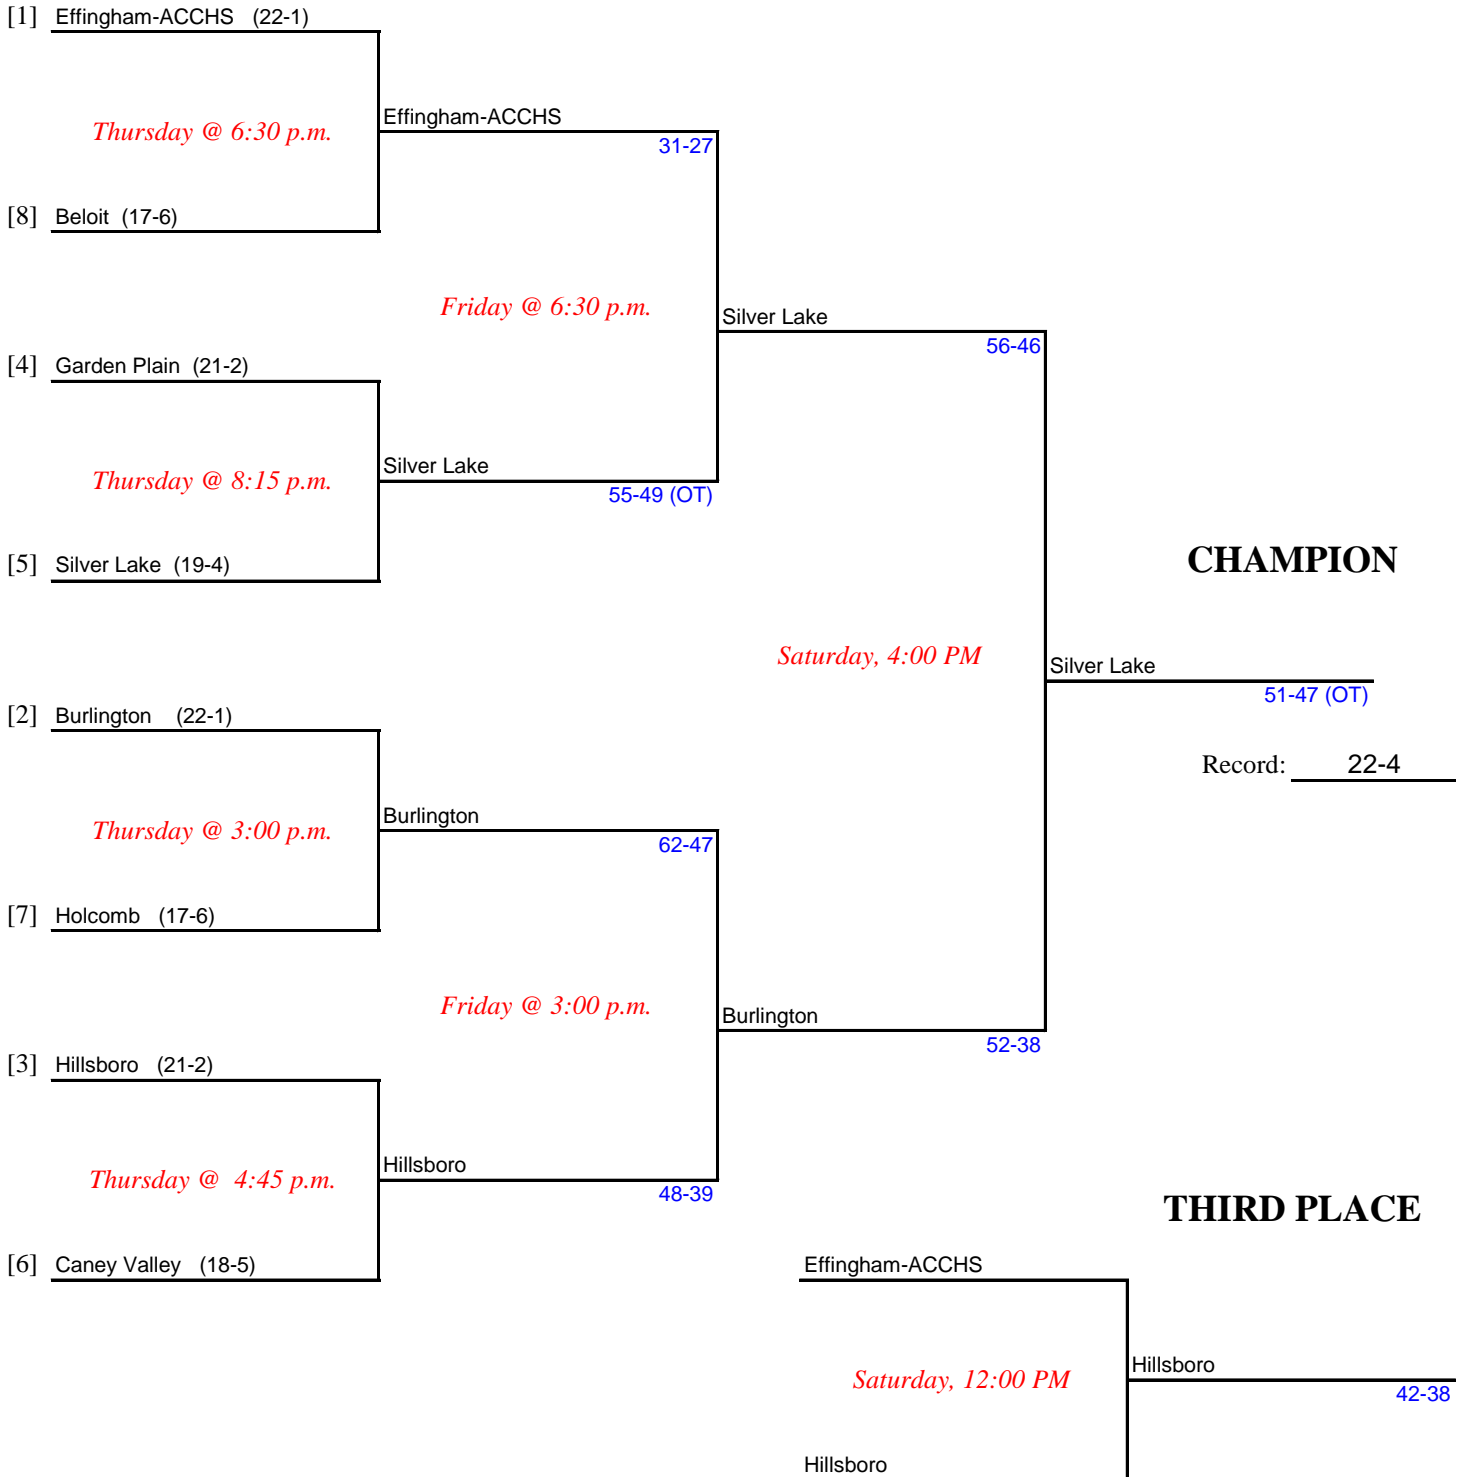 [1] Effingham-ACCHS (22-1)
Effingham-ACCHS
Thursday @ 6:30 p.m.
31-27
[8] Beloit (17-6)
Friday @ 6:30 p.m.
Silver Lake
56-46
[4] Garden Plain (21-2)
Silver Lake
Thursday @ 8:15 p.m.
55-49 (OT)
[5] Silver Lake (19-4)
CHAMPION
Saturday, 4:00 PM
Silver Lake
51-47 (OT)
[2] Burlington (22-1)
Record: 22-4
Burlington
Thursday @ 3:00 p.m.
62-47
[7] Holcomb (17-6)
Friday @ 3:00 p.m.
Burlington
52-38
[3] Hillsboro (21-2)
Hillsboro
Thursday @ 4:45 p.m.
48-39
THIRD PLACE
[6] Caney Valley (18-5)
Effingham-ACCHS
Hillsboro
Saturday, 12:00 PM
42-38
Hillsboro